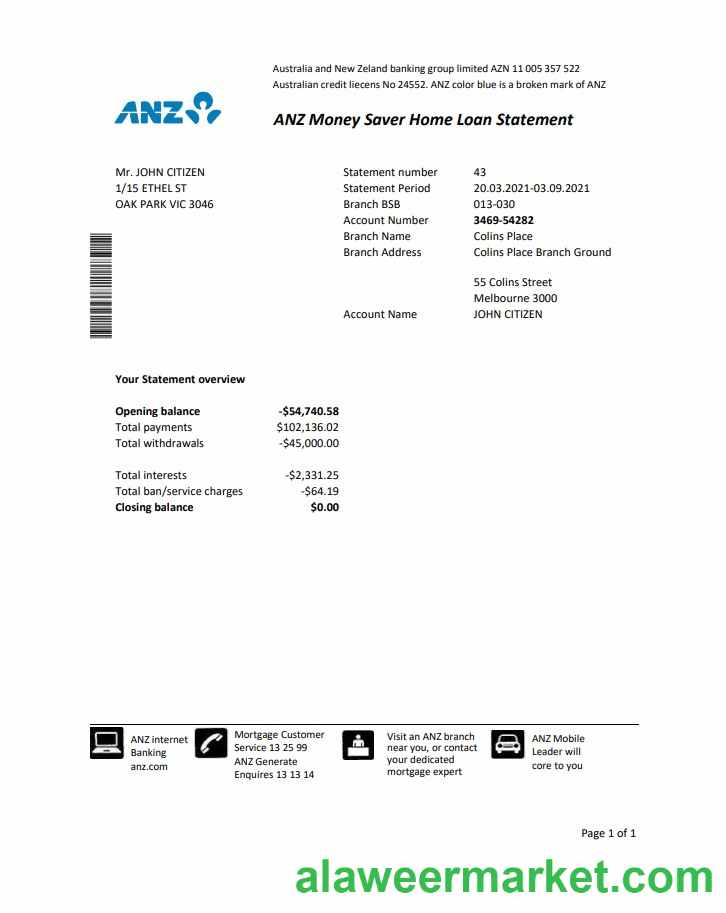 Australia and New Zeland banking group limited AZN 11 005 357 522
Australian credit liecens No 24552. ANZ color blue is a broken mark of ANZ
ANZ
ANZ Money Saver Home Loan Statement
Mr. JOHN CITIZEN
1/15 ETHEL ST
OAK PARK VIC 3046
Statement number 43
Statement Period 20.03.2021-03.09.2021
Branch BSB 013-030
Account Number 3469-54282
Branch Name Colins Place
Branch Address Colins Place Branch Ground
55 Colins Street
Melbourne 3000
Account Name JOHN CITIZEN
Your Statement overview
Opening balance -$54,740.58
Total payments $102,136.02
Total withdrawals -$45,000.00
Total interests -$2,331.25
Total ban/service charges -$64.19
Closing balance $0.00
ANZ internet
Banking
anz.com
Mortgage Customer
Service 13 25 99
ANZ Generate
Enquires 13 13 14
Visit an ANZ branch
near you, or contact
your dedicated
mortgage expert
ANZ Mobile
Leader will
core to you
Page 1 of 1
alaweermarket.com